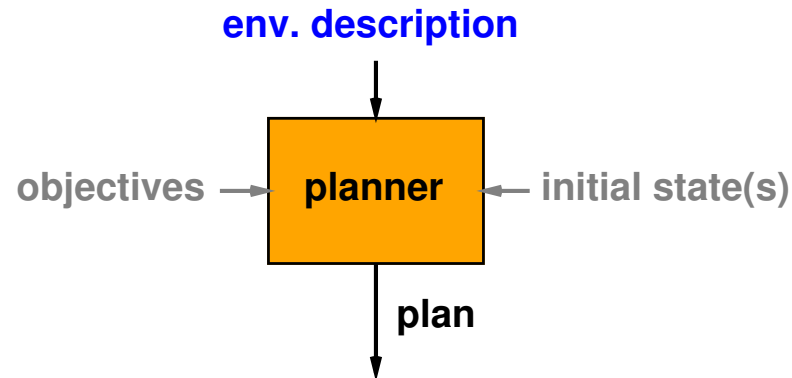 env. description
objectives
planner
initial state(s)
plan